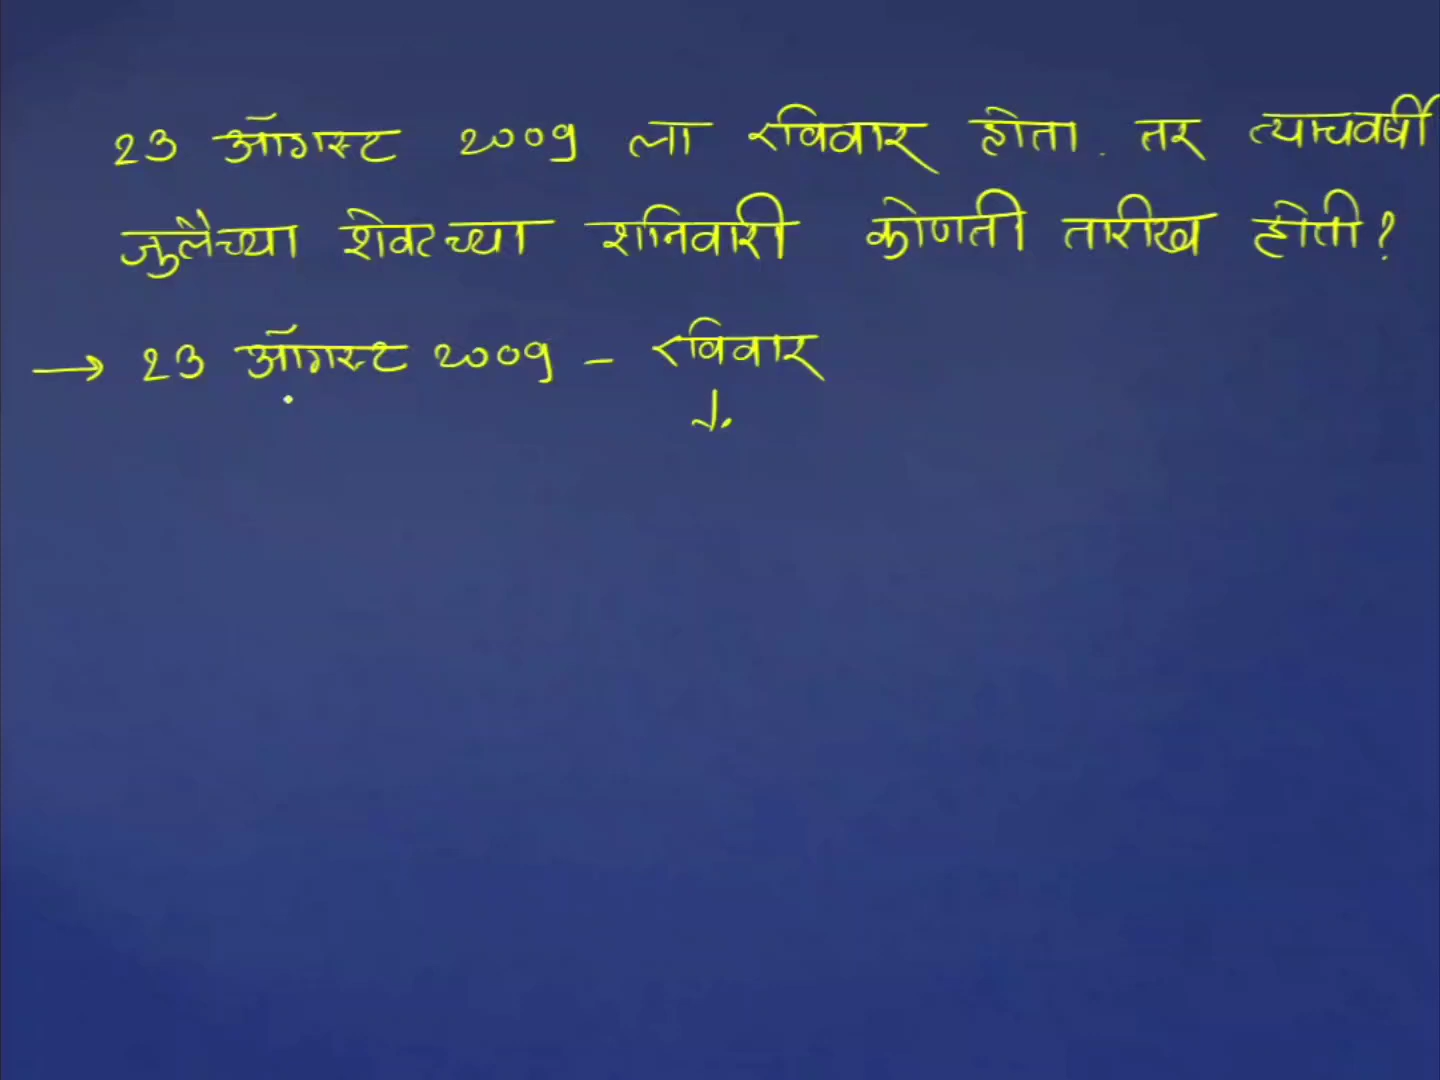 23 ऑगस्ट 2009 ला रविवार होता. तर त्याचवर्षी
जुलैच्या शेवटच्या शनिवारी कोणती तारीख होती?
→ 23 ऑगस्ट 2009 – रविवार